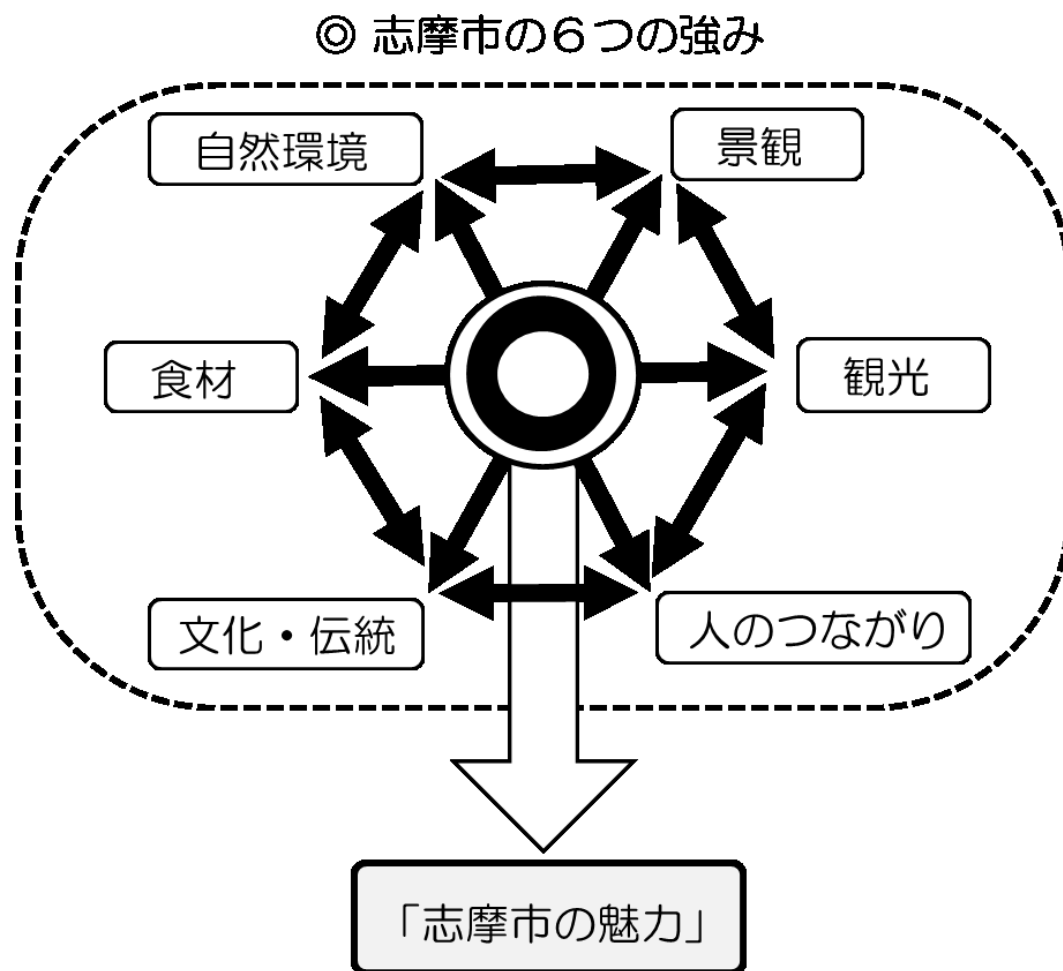 ◎ 志摩市の6つの強み
自然環境
景観
食材
観光
文化・伝統
人のつながり
「志摩市の魅力」